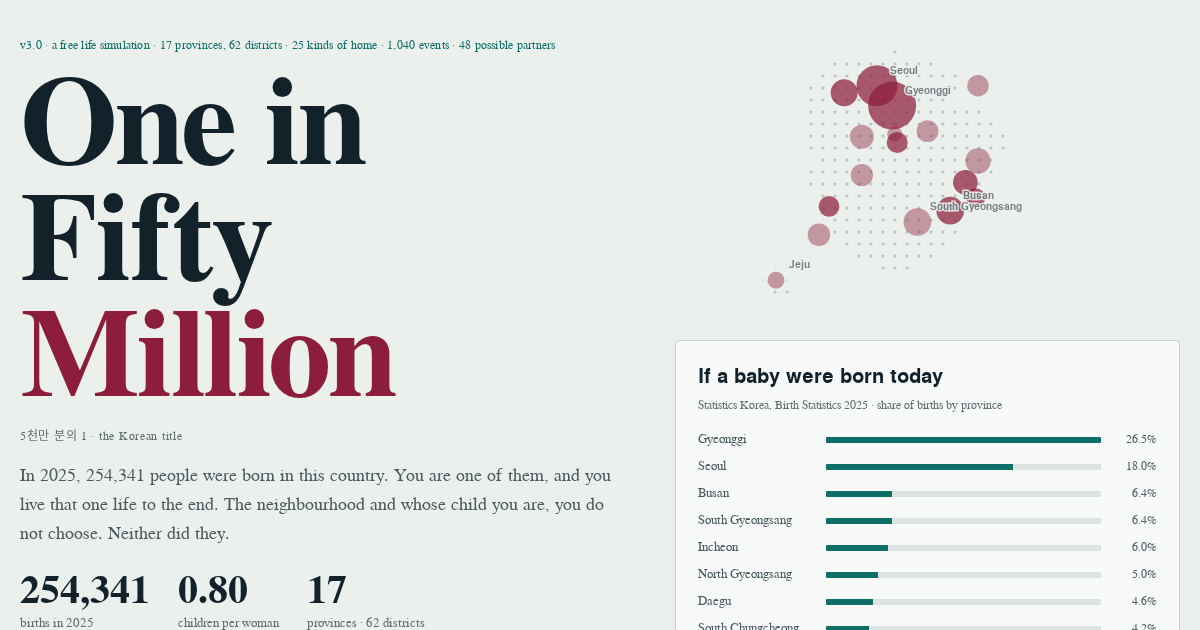 v3.0 · a free life simulation · 17 provinces, 62 districts · 25 kinds of home · 1,040 events · 48 possible partners
One in
Fifty
Million
5천만 분의 1 · the Korean title
In 2025, 254,341 people were born in this country. You are one of them, and you
live that one life to the end. The neighbourhood and whose child you are, you do
not choose. Neither did they.
254,341 0.80 17
births in 2025 children per woman provinces · 62 districts
Seoul
Gyeonggi
Busan
South Gyeongsang
Jeju
If a baby were born today
Statistics Korea, Birth Statistics 2025 · share of births by province
Gyeonggi 26.5%
Seoul 18.0%
Busan 6.4%
South Gyeongsang 6.4%
Incheon 6.0%
North Gyeongsang 5.0%
Daegu 4.6%
South Chungcheong 4.2%